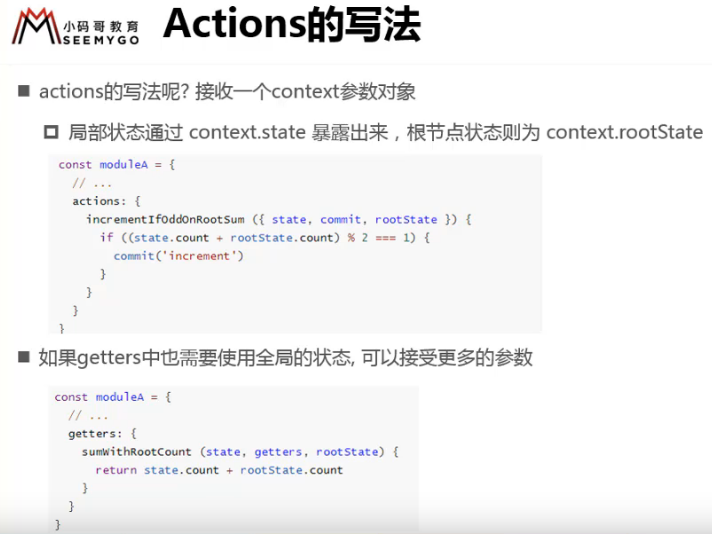 小码哥教育
SEEMYGO
Actions的写法
actions的写法呢? 接收一个context参数对象
局部状态通过 context.state 暴露出来，根节点状态则为 context.rootState
const moduleA = {
// ...
actions: {
incrementIfOddOnRootSum ({ state, commit, rootState }) {
if ((state.count + rootState.count) % 2 === 1) {
commit('increment')
}
}
}
}
如果getters中也需要使用全局的状态, 可以接受更多的参数
const moduleA = {
// ...
getters: {
sumWithRootCount (state, getters, rootState) {
return state.count + rootState.count
}
}
}